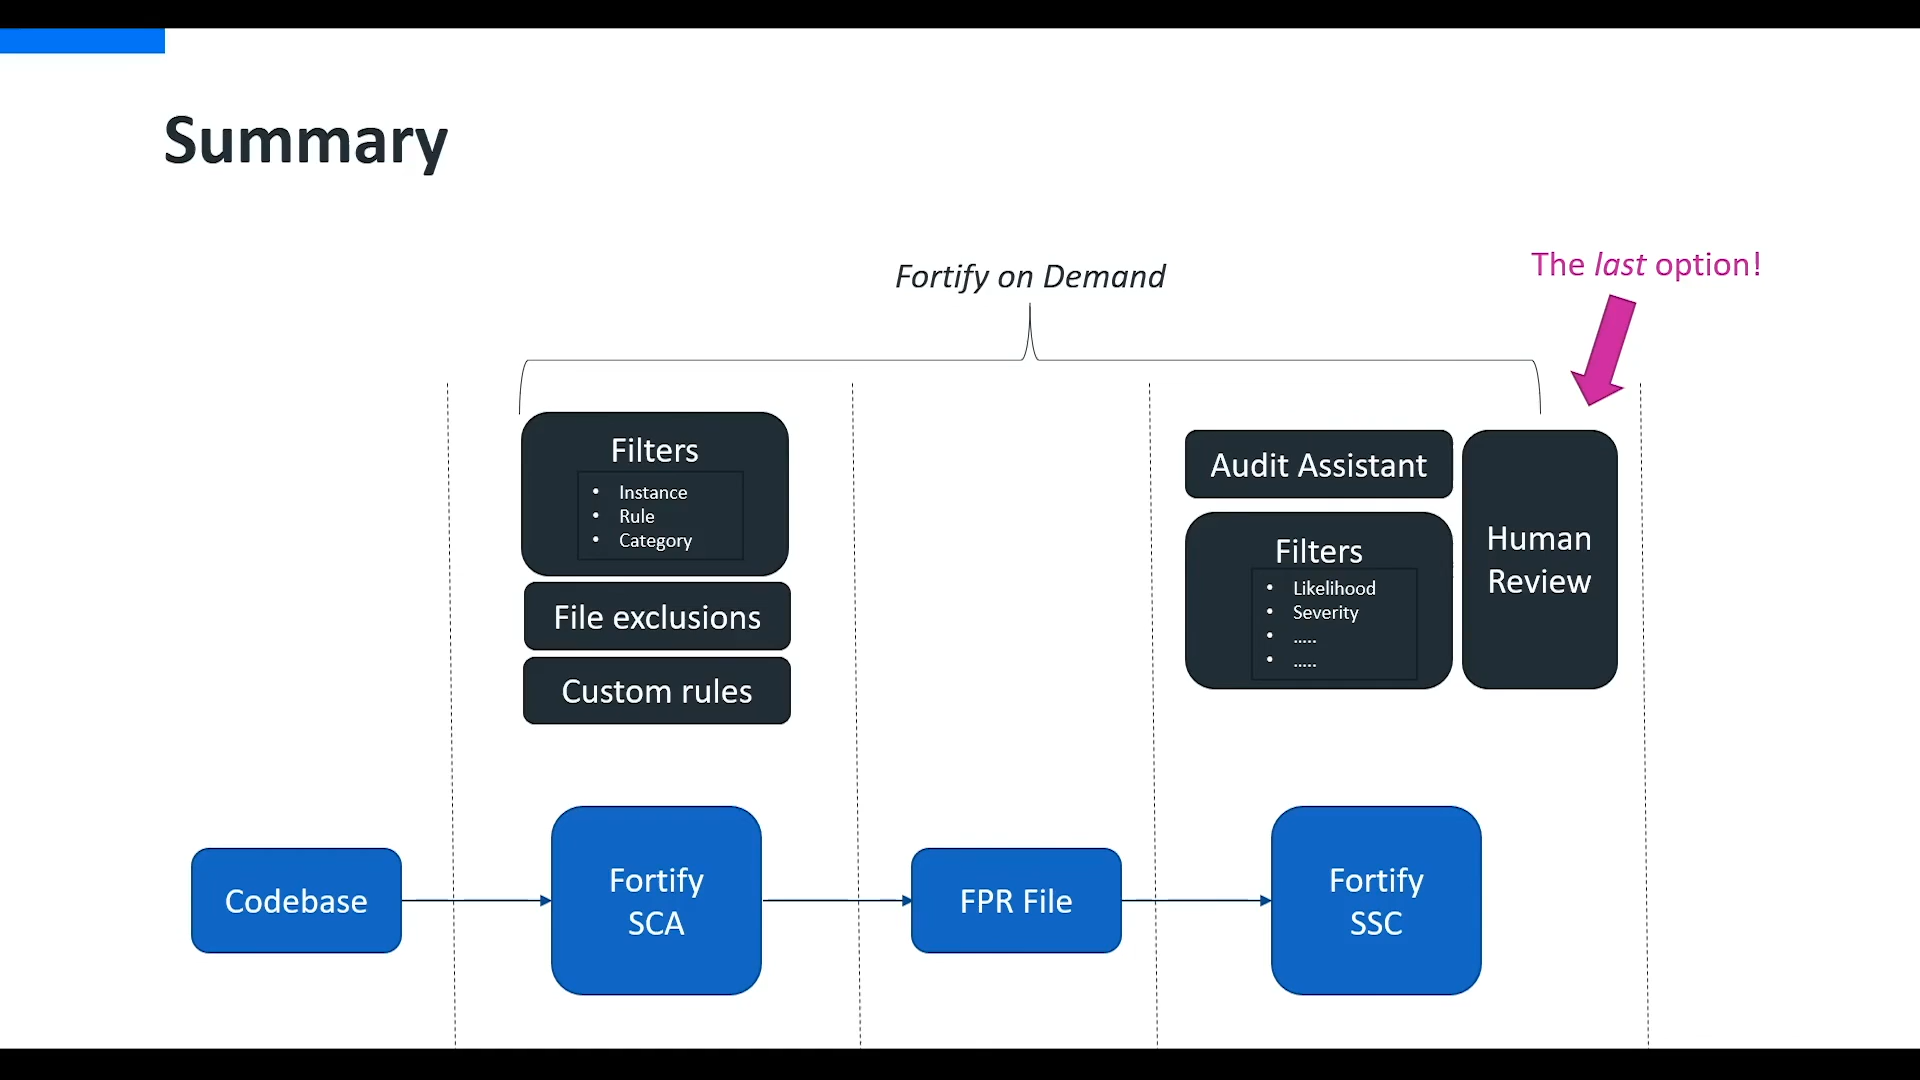 Summary
Fortify on Demand
The last option!
Filters
• Instance
• Rule
• Category
File exclusions
Custom rules
Audit Assistant
Filters
• Likelihood
• Severity
• .....
• .....
Human
Review
Codebase
Fortify
SCA
FPR File
Fortify
SSC